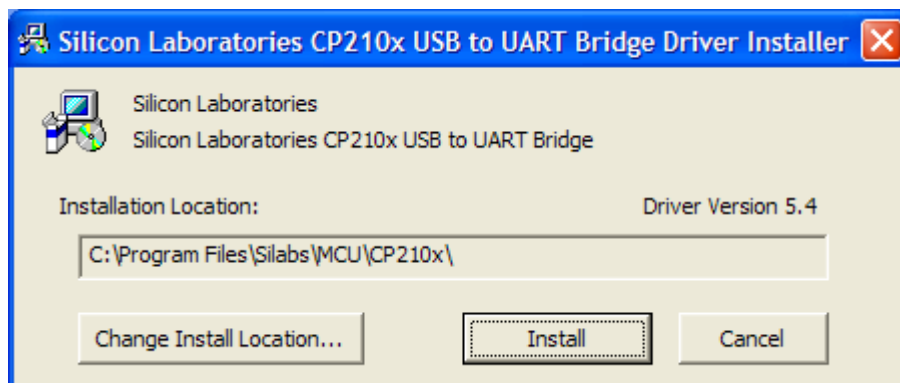 Silicon Laboratories CP210x USB to UART Bridge Driver Installer
Silicon Laboratories
Silicon Laboratories CP210x USB to UART Bridge
Installation Location: Driver Version 5.4
C:\Program Files\Silabs\MCU\CP210x\
Change Install Location... Install Cancel